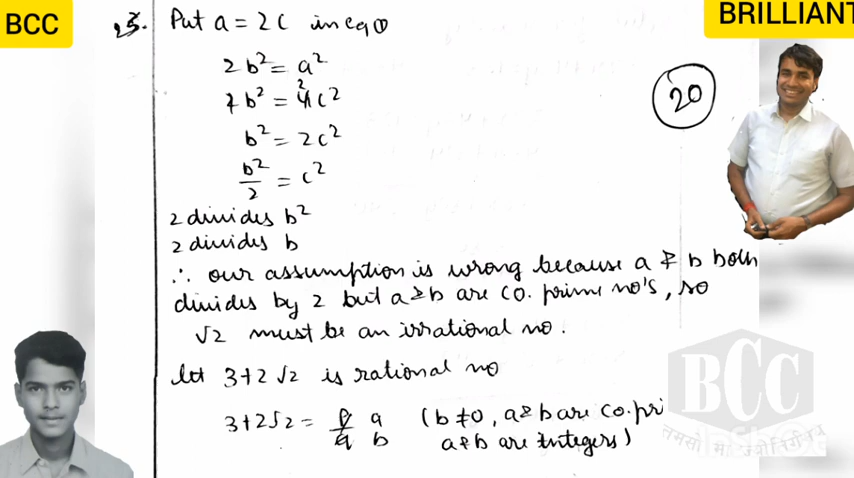 BCC
BRILLIANT
25. Put a = 2c in eq ①
2b² = a²
2b² = 4c²
b² = 2c²
b²/2 = c²
20
2 divides b²
2 divides b
∴ our assumption is wrong because a & b both
divides by 2 but a & b are co. prime no's, so
√2 must be an irrational no.
let 3+2√2 is rational no
3+2√2 = a/b (b≠0, a & b are co. pri
a & b are integers)
BCC